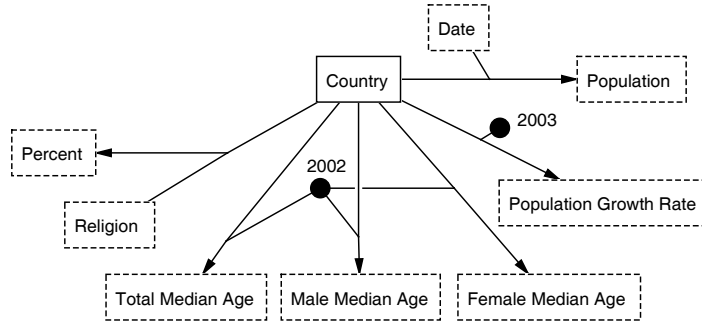 Date
Country
Population
2003
Percent
2002
Population Growth Rate
Religion
Total Median Age
Male Median Age
Female Median Age